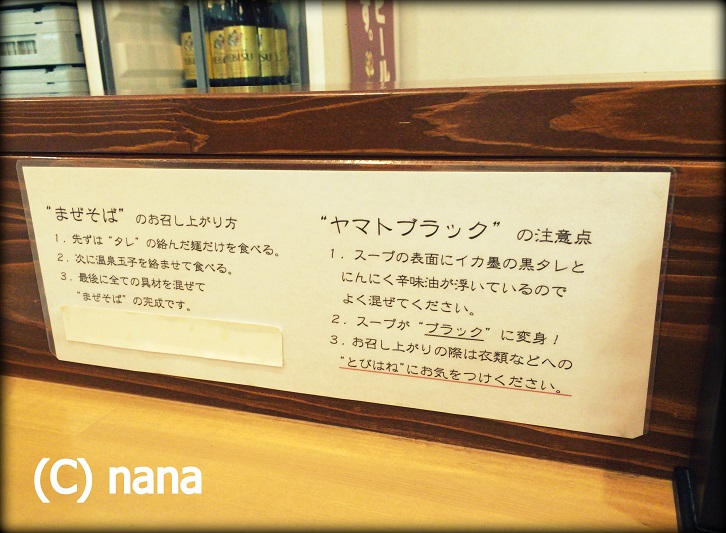 ビール
す。
EBISU
"まぜそば" のお召し上がり方
1．先ずは"タレ"の絡んだ麺だけを食べる。
2．次に温泉玉子を絡ませて食べる。
3．最後に全ての具材を混ぜて
"まぜそば"の完成です。
"ヤマトブラック" の注意点
1．スープの表面にイカ墨の黒タレと
にんにく辛味油が浮いているので
よく混ぜてください。
2．スープが "ブラック" に変身！
3．お召し上がりの際は衣類などへの
"とびはね"にお気をつけください。
(C) nana